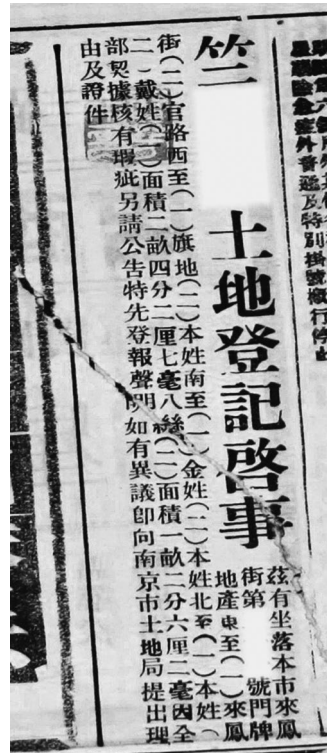 竺 土地登記啓事
茲有坐落本市來鳳
街第 號門牌
地產東至(一)來鳳
街(二)官路西至(一)旗地(二)本姓南至(一)金姓(二)本姓北至(一)本姓(
二)戴姓(一)面積二畝四分二厘七毫八絲(二)面積一畝二分六厘二毫因全
部契據核有瑕疵另請公告特先登報聲明如有異議卽向南京市土地局提出理
由及證件